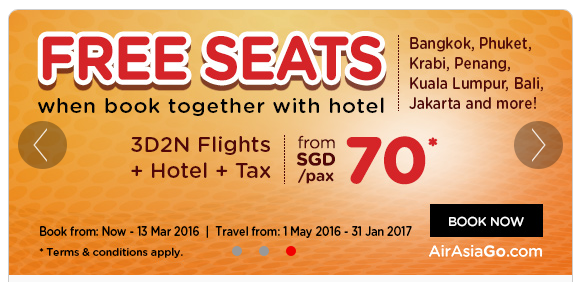 FREE SEATS
when book together with hotel
Bangkok, Phuket,
Krabi, Penang,
Kuala Lumpur, Bali,
Jakarta and more!
3D2N Flights
+ Hotel + Tax
from
SGD
/pax
70*
Book from: Now - 13 Mar 2016 | Travel from: 1 May 2016 - 31 Jan 2017
* Terms & conditions apply.
BOOK NOW
AirAsiaGo.com